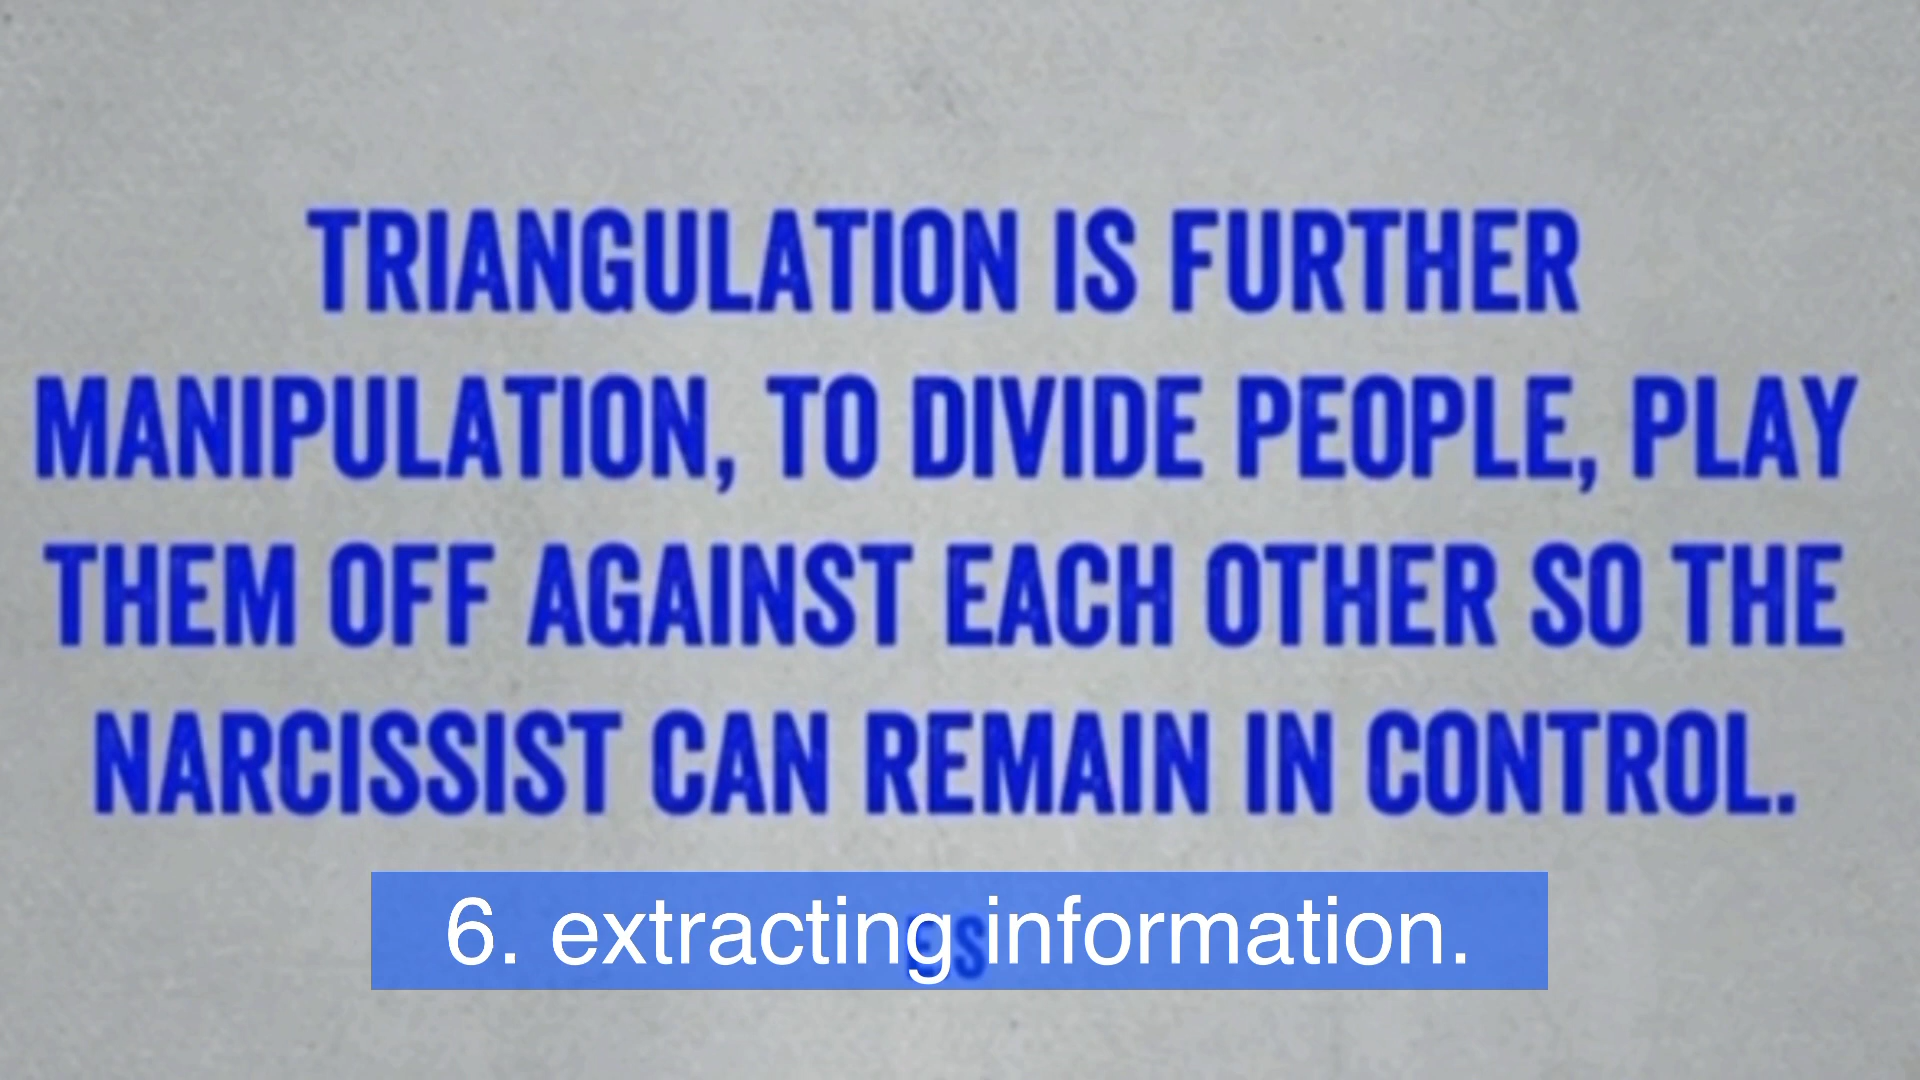 TRIANGULATION IS FURTHER
MANIPULATION, TO DIVIDE PEOPLE, PLAY
THEM OFF AGAINST EACH OTHER SO THE
NARCISSIST CAN REMAIN IN CONTROL.
6. extracting information.